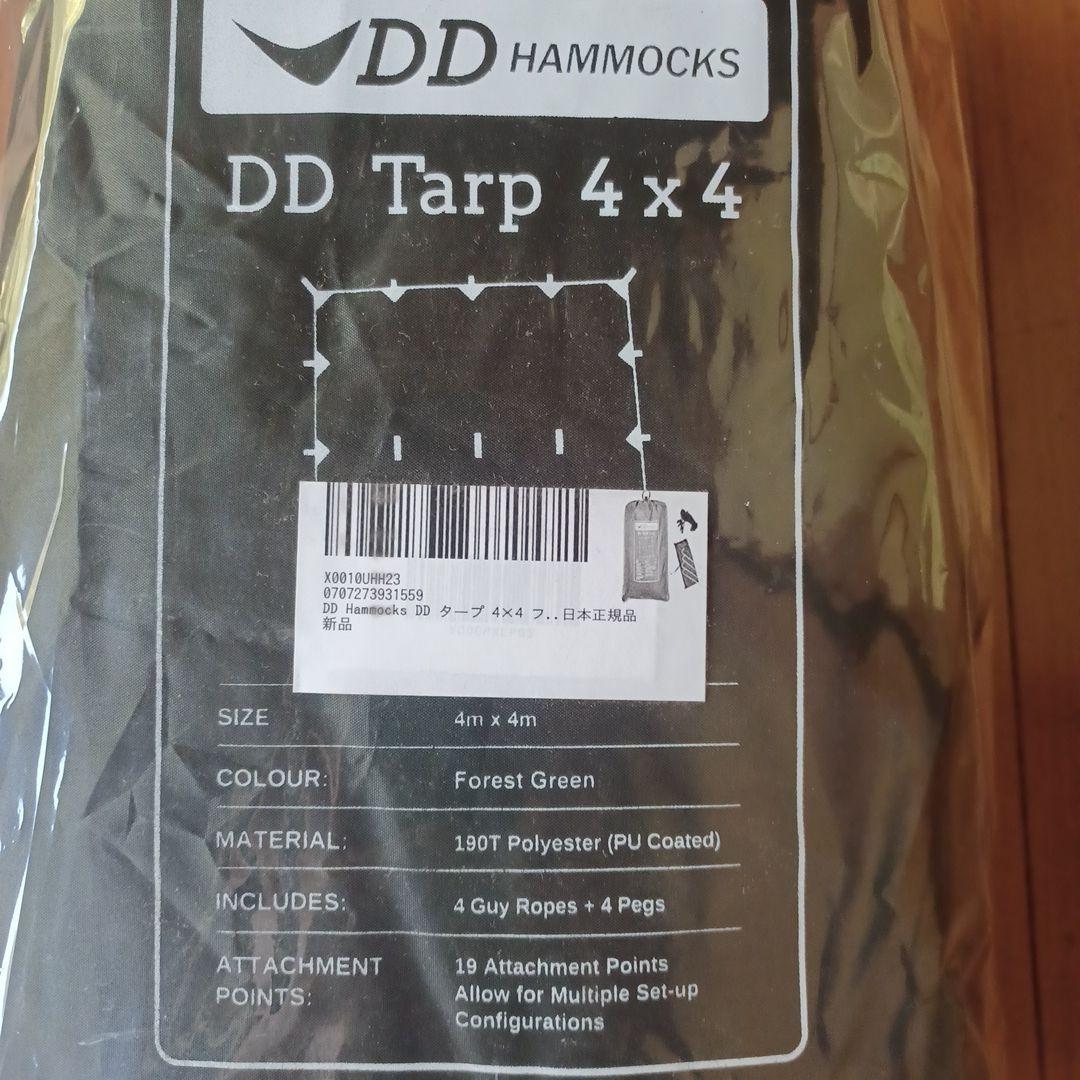 DD HAMMOCKS
DD Tarp 4 x 4
X0010UHH23
0707273931559
DD Hammocks DD タープ 4×4 フ..日本正規品
新品
SIZE 4m x 4m
COLOUR: Forest Green
MATERIAL: 190T Polyester (PU Coated)
INCLUDES: 4 Guy Ropes + 4 Pegs
ATTACHMENT POINTS: 19 Attachment Points
Allow for Multiple Set-up
Configurations